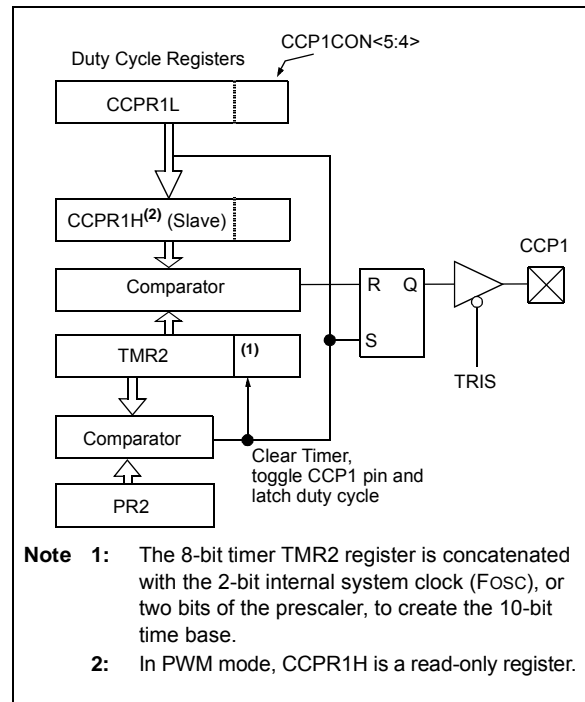 CCP1CON<5:4>
Duty Cycle Registers
CCPR1L
CCPR1H(2) (Slave)
CCP1
Comparator
R Q
TMR2 (1)
S
TRIS
Comparator
Clear Timer,
toggle CCP1 pin and
latch duty cycle
PR2
Note 1: The 8-bit timer TMR2 register is concatenated
with the 2-bit internal system clock (FOSC), or
two bits of the prescaler, to create the 10-bit
time base.
2: In PWM mode, CCPR1H is a read-only register.